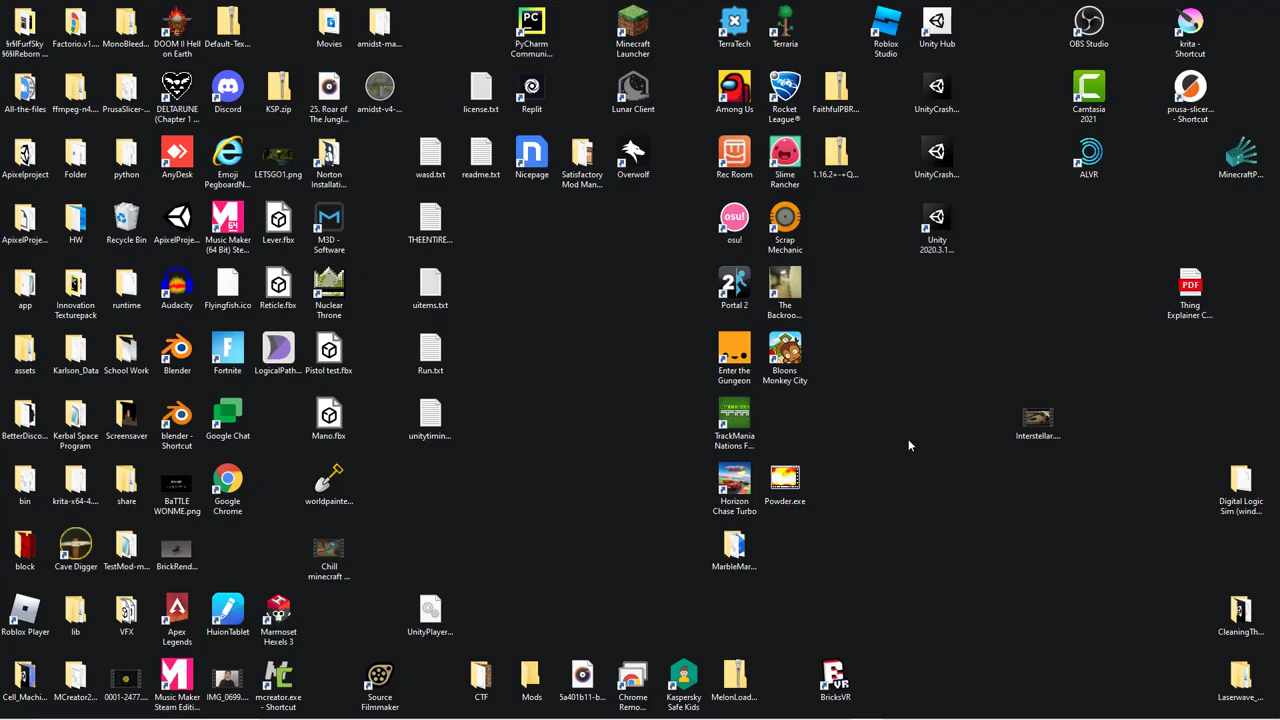 §r§lFurfSky
§6§lReborn ...
Factorio.v1....
MonoBleed...
DOOM II Hell
on Earth
Default-Tex...
Movies
amidst-ma...
PyCharm
Communi...
Minecraft
Launcher
TerraTech
Terraria
Roblox
Studio
Unity Hub
OBS Studio
krita -
Shortcut
All-the-files
ffmpeg-n4....
PrusaSlicer-...
DELTARUNE
(Chapter 1 ...
Discord
KSP.zip
25. Roar of
The Jungl...
amidst-v4-...
license.txt
Replit
Lunar Client
Among Us
Rocket
League®
FaithfulPBR...
UnityCrash...
Camtasia
2021
prusa-slicer...
- Shortcut
Apixelproject
Folder
python
AnyDesk
Emoji
PegboardN...
LETSGO1.png
Norton
Installati...
wasd.txt
readme.txt
Nicepage
Satisfactory
Mod Man...
Overwolf
Rec Room
Slime
Rancher
1.16.2+-+Q...
UnityCrash...
ALVR
MinecraftP...
ApixelProje...
HW
Recycle Bin
ApixelProje...
Music Maker
(64 Bit) Ste...
Lever.fbx
M3D -
Software
THEENTIRE...
osu!
Scrap
Mechanic
Unity
2020.3.1...
app
Innovation
Texturepack
runtime
Audacity
Flyingfish.ico
Reticle.fbx
Nuclear
Throne
uitems.txt
Portal 2
The
Backroo...
PDF
Thing
Explainer C...
assets
Karlson_Data
School Work
Blender
Fortnite
LogicalPath...
Pistol test.fbx
Run.txt
Enter the
Gungeon
Bloons
Monkey City
BetterDisco...
Kerbal Space
Program
Screensaver
blender -
Shortcut
Google Chat
Mano.fbx
unitytimin...
TrackMania
Nations F...
Interstellar....
bin
krita-x64-4....
share
BaTTLE
WONME.png
Google
Chrome
worldpainte...
Horizon
Chase Turbo
Powder.exe
Digital Logic
Sim (wind...
block
Cave Digger
TestMod-m...
BrickRend...
Chill
minecraft ...
MarbleMar...
Roblox Player
lib
VFX
Apex
Legends
HuionTablet
Marmoset
Hexels 3
UnityPlayer...
CleaningTh...
Cell_Machi...
MCreator2...
0001-2477....
Music Maker
Steam Editi...
IMG_0699....
mcreator.exe
- Shortcut
Source
Filmmaker
CTF
Mods
5a401b11-b...
Chrome
Remo...
Kaspersky
Safe Kids
MelonLoad...
BricksVR
Laserwave_...